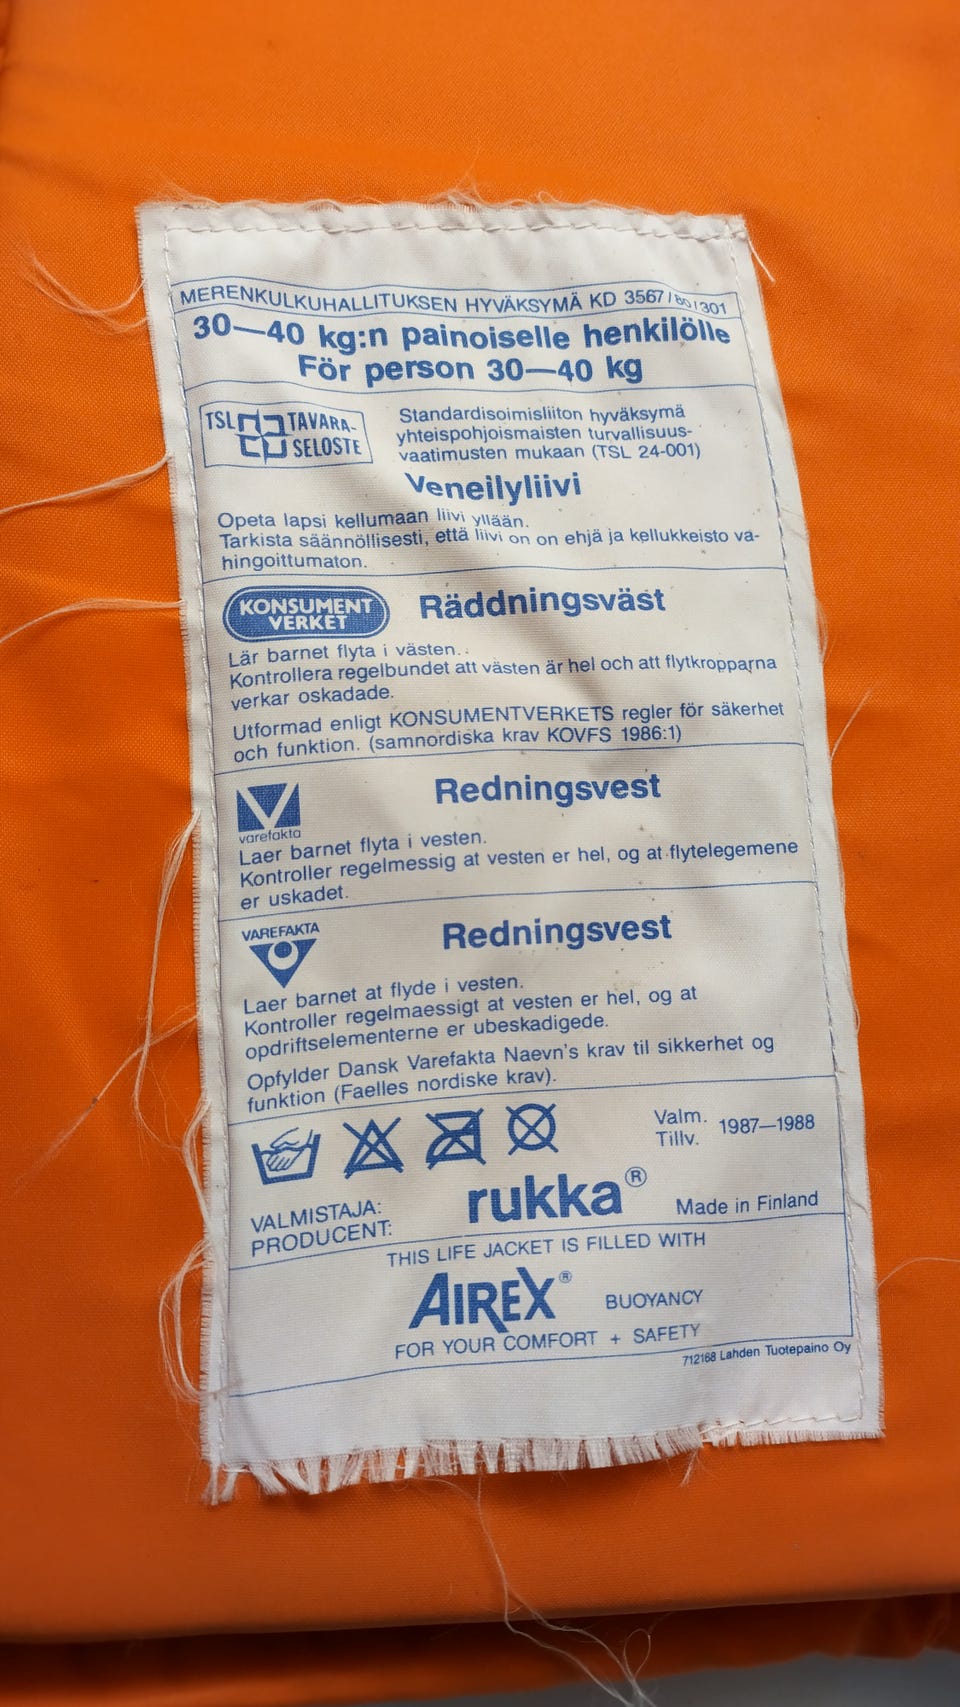 MERENKULKUHALLITUKSEN HYVÄKSYMÄ KD 3567/80/301
30—40 kg:n painoiselle henkilölle
För person 30—40 kg
TSL TAVARA-
SELOSTE
Standardisoimisliiton hyväksymä
yhteispohjoismaisten turvallisuus-
vaatimusten mukaan (TSL 24-001)
Veneilyliivi
Opeta lapsi kellumaan liivi yllään.
Tarkista säännöllisesti, että liivi on on ehjä ja kellukkeisto va-
hingoittumaton.
KONSUMENT
VERKET
Räddningsväst
Lär barnet flyta i västen.
Kontrollera regelbundet att västen är hel och att flytkropparna
verkar oskadade.
Utformad enligt KONSUMENTVERKETS regler för säkerhet
och funktion. (samnordiska krav KOVFS 1986:1)
varefakta
Redningsvest
Laer barnet flyta i vesten.
Kontroller regelmessig at vesten er hel, og at flytelegemene
er uskadet.
VAREFAKTA
Redningsvest
Laer barnet at flyde i vesten.
Kontroller regelmaessigt at vesten er hel, og at
opdriftselementerne er ubeskadigede.
Opfylder Dansk Varefakta Naevn's krav til sikkerhet og
funktion (Faelles nordiske krav).
Valm.
Tillv. 1987—1988
VALMISTAJA:
PRODUCENT:
rukka®
Made in Finland
THIS LIFE JACKET IS FILLED WITH
AIREX® BUOYANCY
FOR YOUR COMFORT + SAFETY
712168 Lahden Tuotepaino Oy